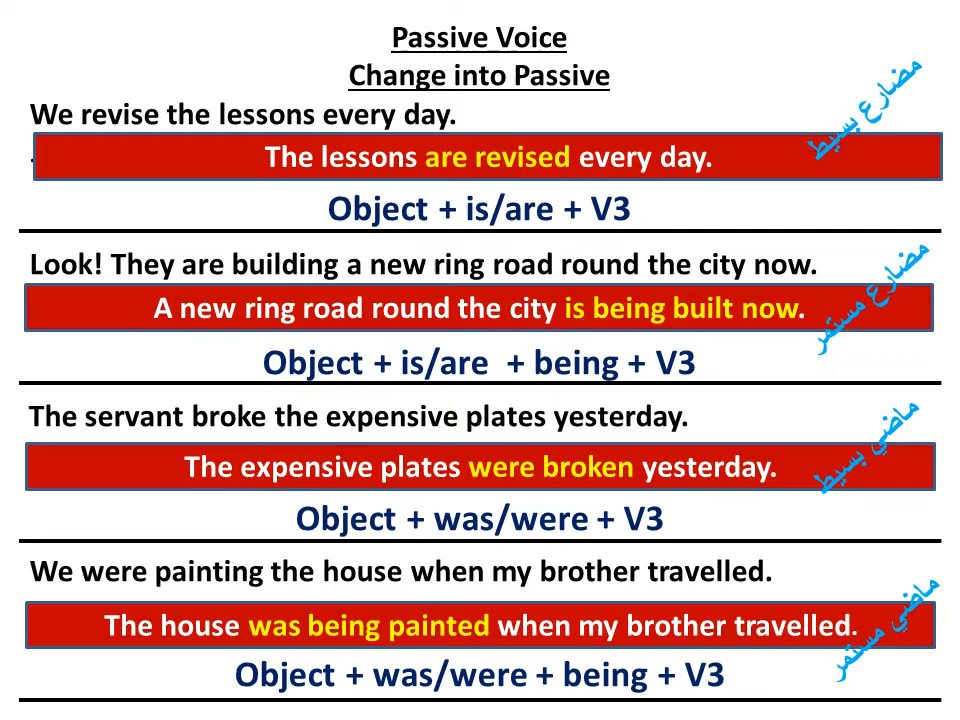 Passive Voice
Change into Passive
We revise the lessons every day.
مضارع بسيط
The lessons are revised every day.
Object + is/are + V3
Look! They are building a new ring road round the city now.
مضارع مستمر
A new ring road round the city is being built now.
Object + is/are + being + V3
The servant broke the expensive plates yesterday.
ماضي بسيط
The expensive plates were broken yesterday.
Object + was/were + V3
We were painting the house when my brother travelled.
ماضي مستمر
The house was being painted when my brother travelled.
Object + was/were + being + V3